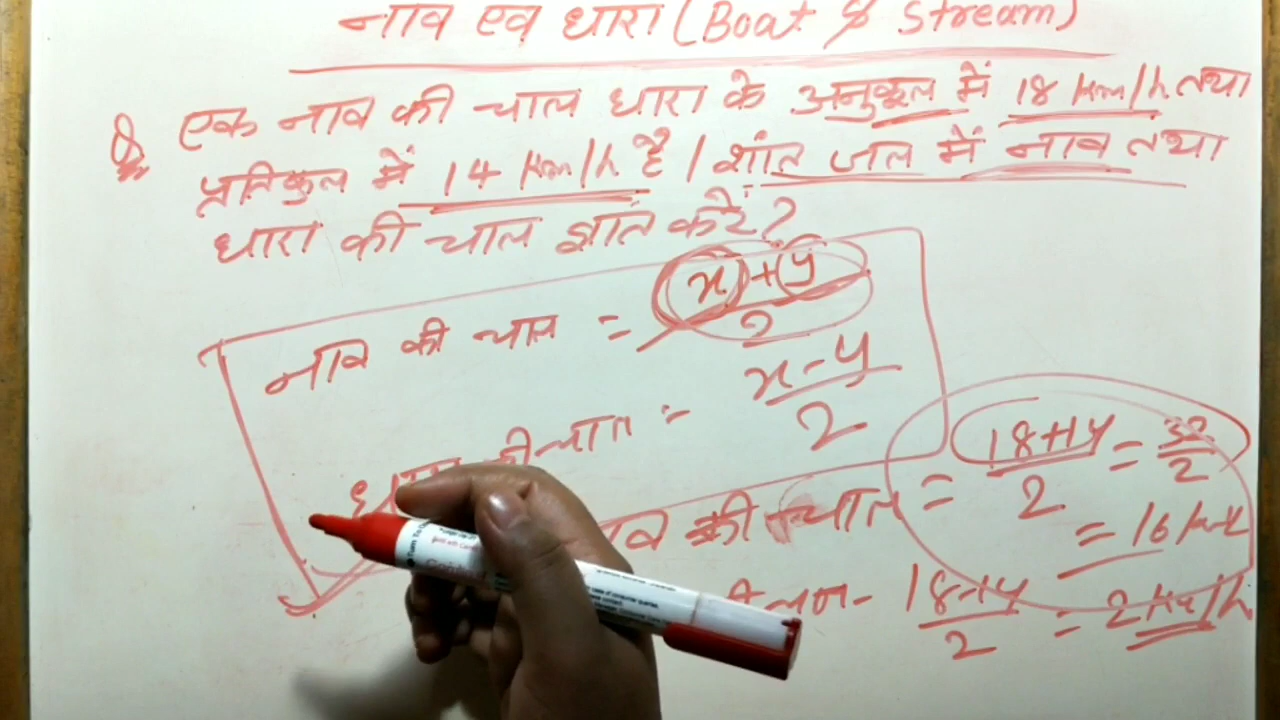 नाव एव धारा (Boat & Stream)
Q. एक नाव की चाल धारा के अनुकूल में 18 km/h तथा
प्रतिकुल में 14 km/h है । शांत जल में नाव तथा
धारा की चाल ज्ञात करें?
नाव की चाल = x+y/2
धारा की चाल = x-y/2
नाव की चाल = 18+14/2 = 32/2
= 16 km/h
चाल = 18-14/2 = 2 km/h